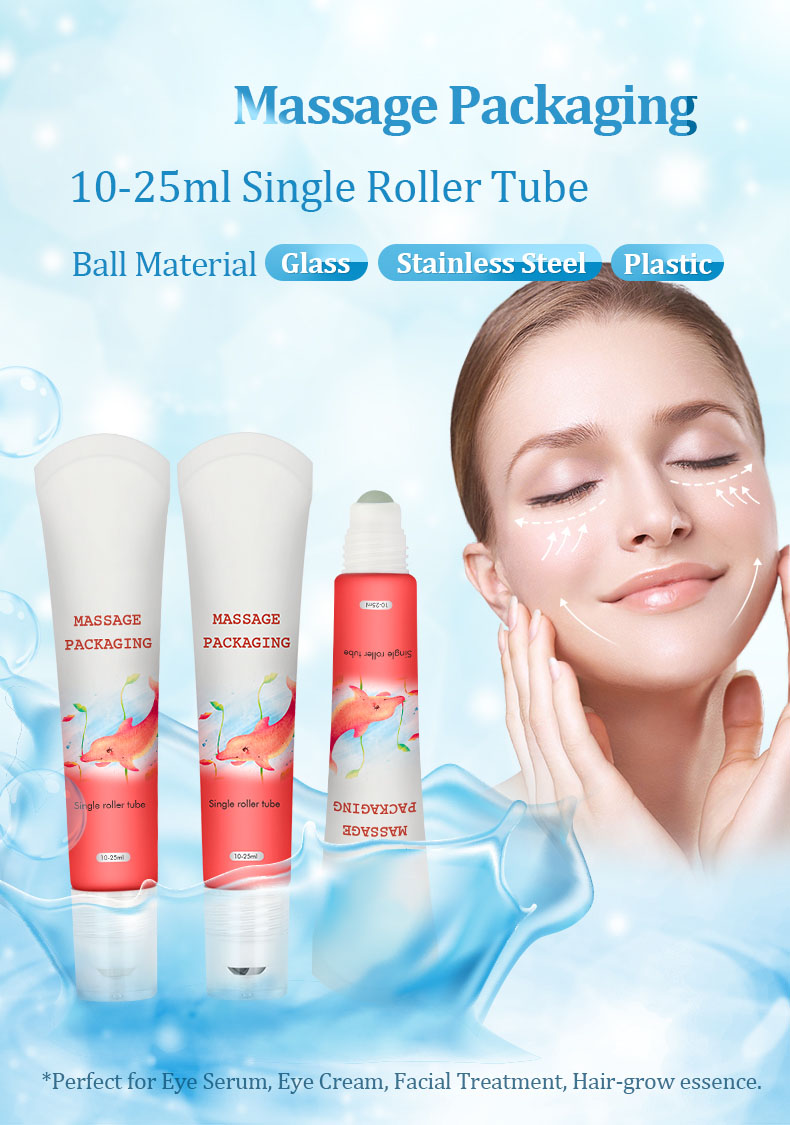 Massage Packaging
10-25ml Single Roller Tube
Ball Material Glass Stainless Steel Plastic
MASSAGE
PACKAGING
Single roller tube
10-25ml
MASSAGE
PACKAGING
Single roller tube
10-25ml
10-25ml
Single roller tube
PACKAGING
MASSAGE
*Perfect for Eye Serum, Eye Cream, Facial Treatment, Hair-grow essence.